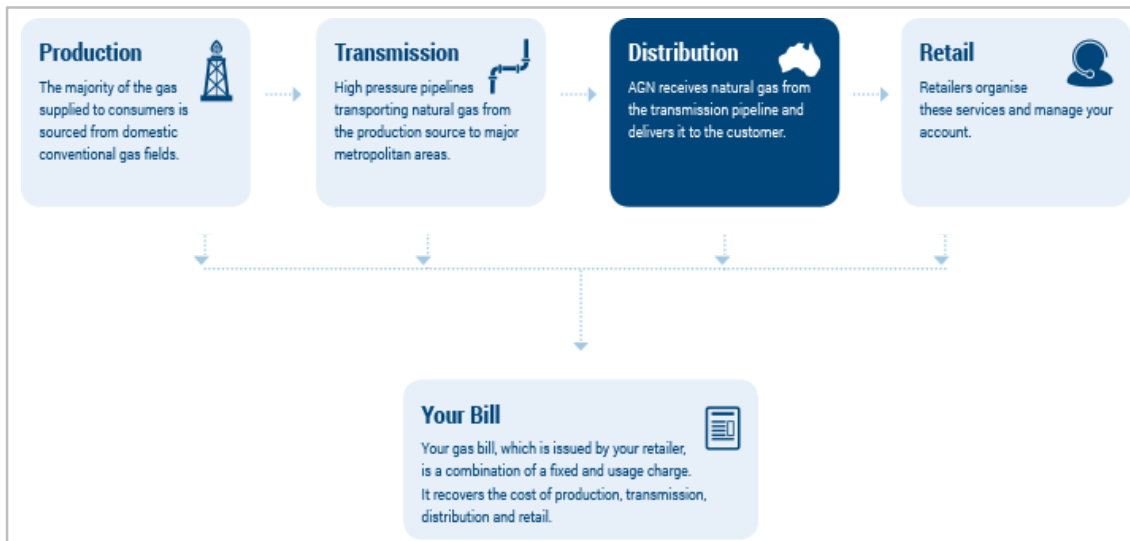 Production
The majority of the gas
supplied to consumers is
sourced from domestic
conventional gas fields.
Transmission
High pressure pipelines
transporting natural gas from
the production source to major
metropolitan areas.
Distribution
AGN receives natural gas from
the transmission pipeline and
delivers it to the customer.
Retail
Retailers organise
these services and manage your
account.
Your Bill
Your gas bill, which is issued by your retailer,
is a combination of a fixed and usage charge.
It recovers the cost of production, transmission,
distribution and retail.